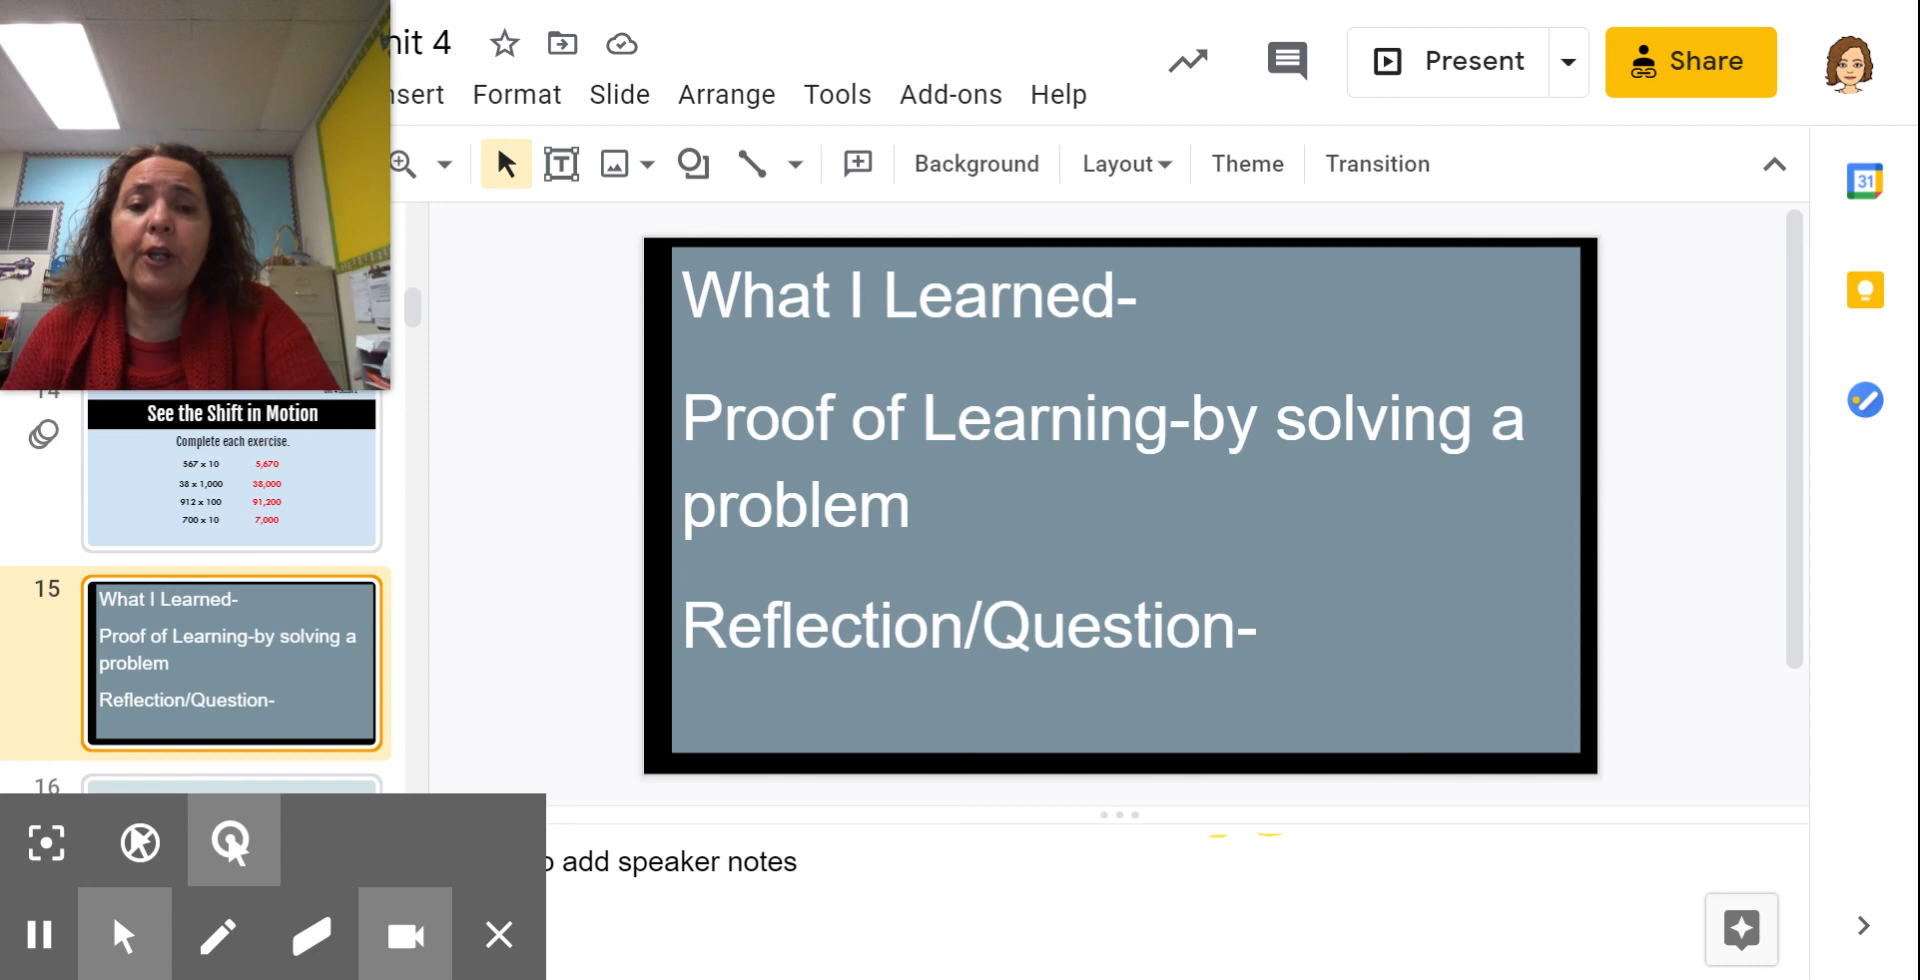 nit 4
Present
Share
nsert Format Slide Arrange Tools Add-ons Help
Background Layout Theme Transition
31
What I Learned-
Proof of Learning-by solving a
problem
Reflection/Question-
14
See the Shift in Motion
Complete each exercise.
567 x 10 5,670
38 x 1,000 38,000
912 x 100 91,200
700 x 10 7,000
15
What I Learned-
Proof of Learning-by solving a
problem
Reflection/Question-
16
o add speaker notes